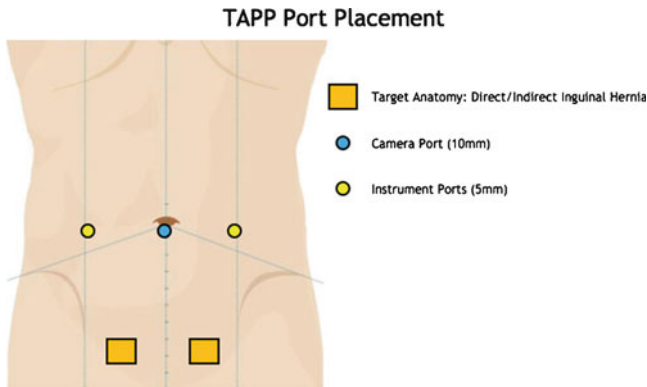 TAPP Port Placement
Target Anatomy: Direct/Indirect Inguinal Hernia
Camera Port (10mm)
Instrument Ports (5mm)